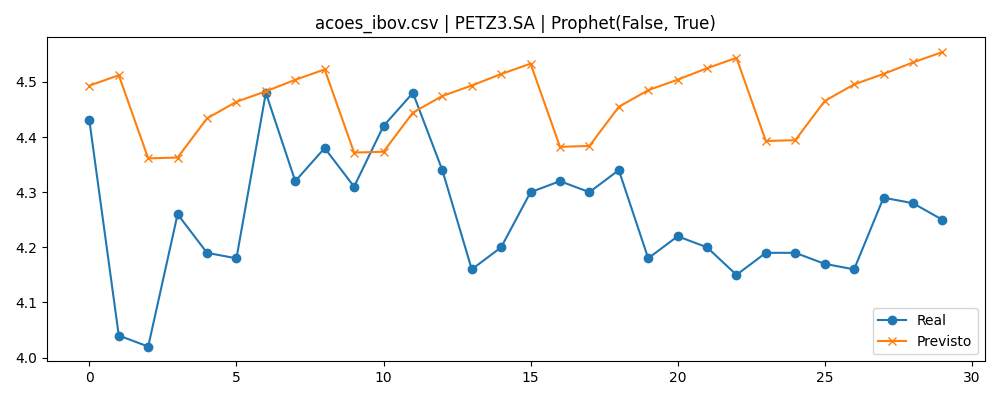 acoes_ibov.csv | PETZ3.SA | Prophet(False, True)
4.5
4.4
4.3
4.2
4.1
4.0
0 5 10 15 20 25 30
Real
Previsto